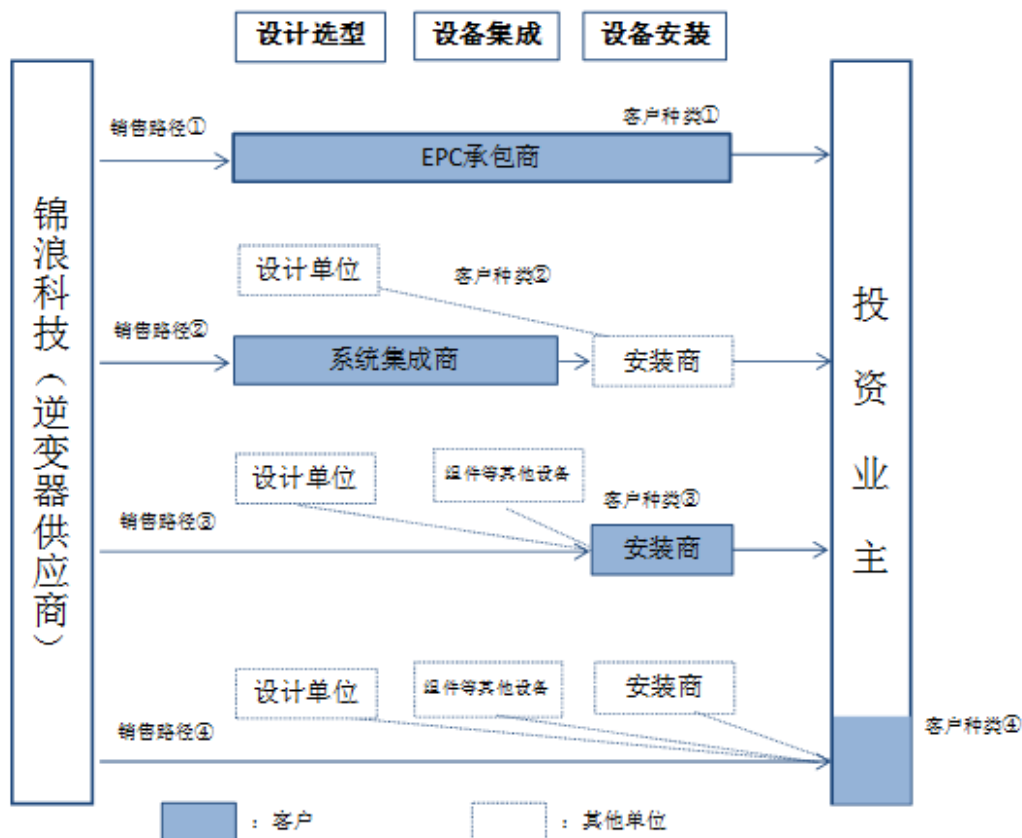 设计选型
设备集成
设备安装
锦浪科技（逆变器供应商）
投资业主
销售路径①
客户种类①
EPC承包商
设计单位
客户种类②
销售路径②
系统集成商
安装商
设计单位
组件等其他设备
客户种类③
销售路径③
安装商
设计单位
组件等其他设备
安装商
销售路径④
客户种类④
：客户
：其他单位